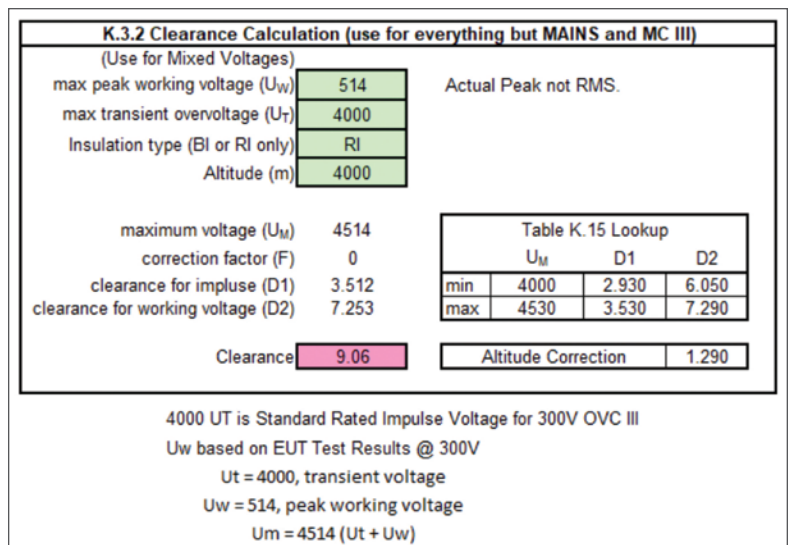 K.3.2 Clearance Calculation (use for everything but MAINS and MC III)
(Use for Mixed Voltages)
max peak working voltage (UW) 514 Actual Peak not RMS.
max transient overvoltage (UT) 4000
Insulation type (BI or RI only) RI
Altitude (m) 4000
maximum voltage (UM) 4514 Table K.15 Lookup
correction factor (F) 0 UM D1 D2
clearance for impluse (D1) 3.512 min 4000 2.930 6.050
clearance for working voltage (D2) 7.253 max 4530 3.530 7.290
Clearance 9.06 Altitude Correction 1.290
4000 UT is Standard Rated Impulse Voltage for 300V OVC III
Uw based on EUT Test Results @ 300V
Ut = 4000, transient voltage
Uw = 514, peak working voltage
Um = 4514 (Ut + Uw)